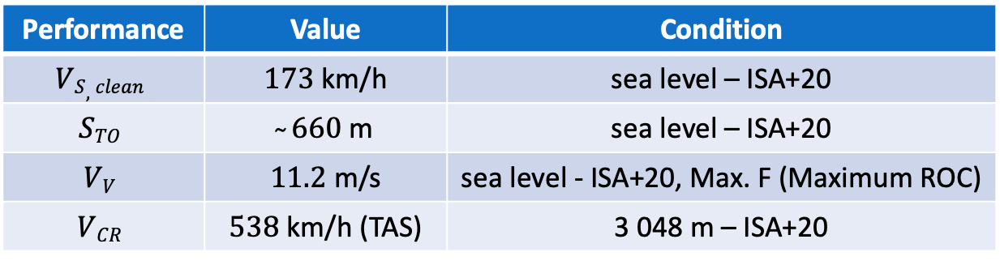 Performance Value Condition
V_{S, clean} 173 km/h sea level – ISA+20
S_{TO} ~660 m sea level – ISA+20
V_V 11.2 m/s sea level - ISA+20, Max. F (Maximum ROC)
V_{CR} 538 km/h (TAS) 3 048 m – ISA+20